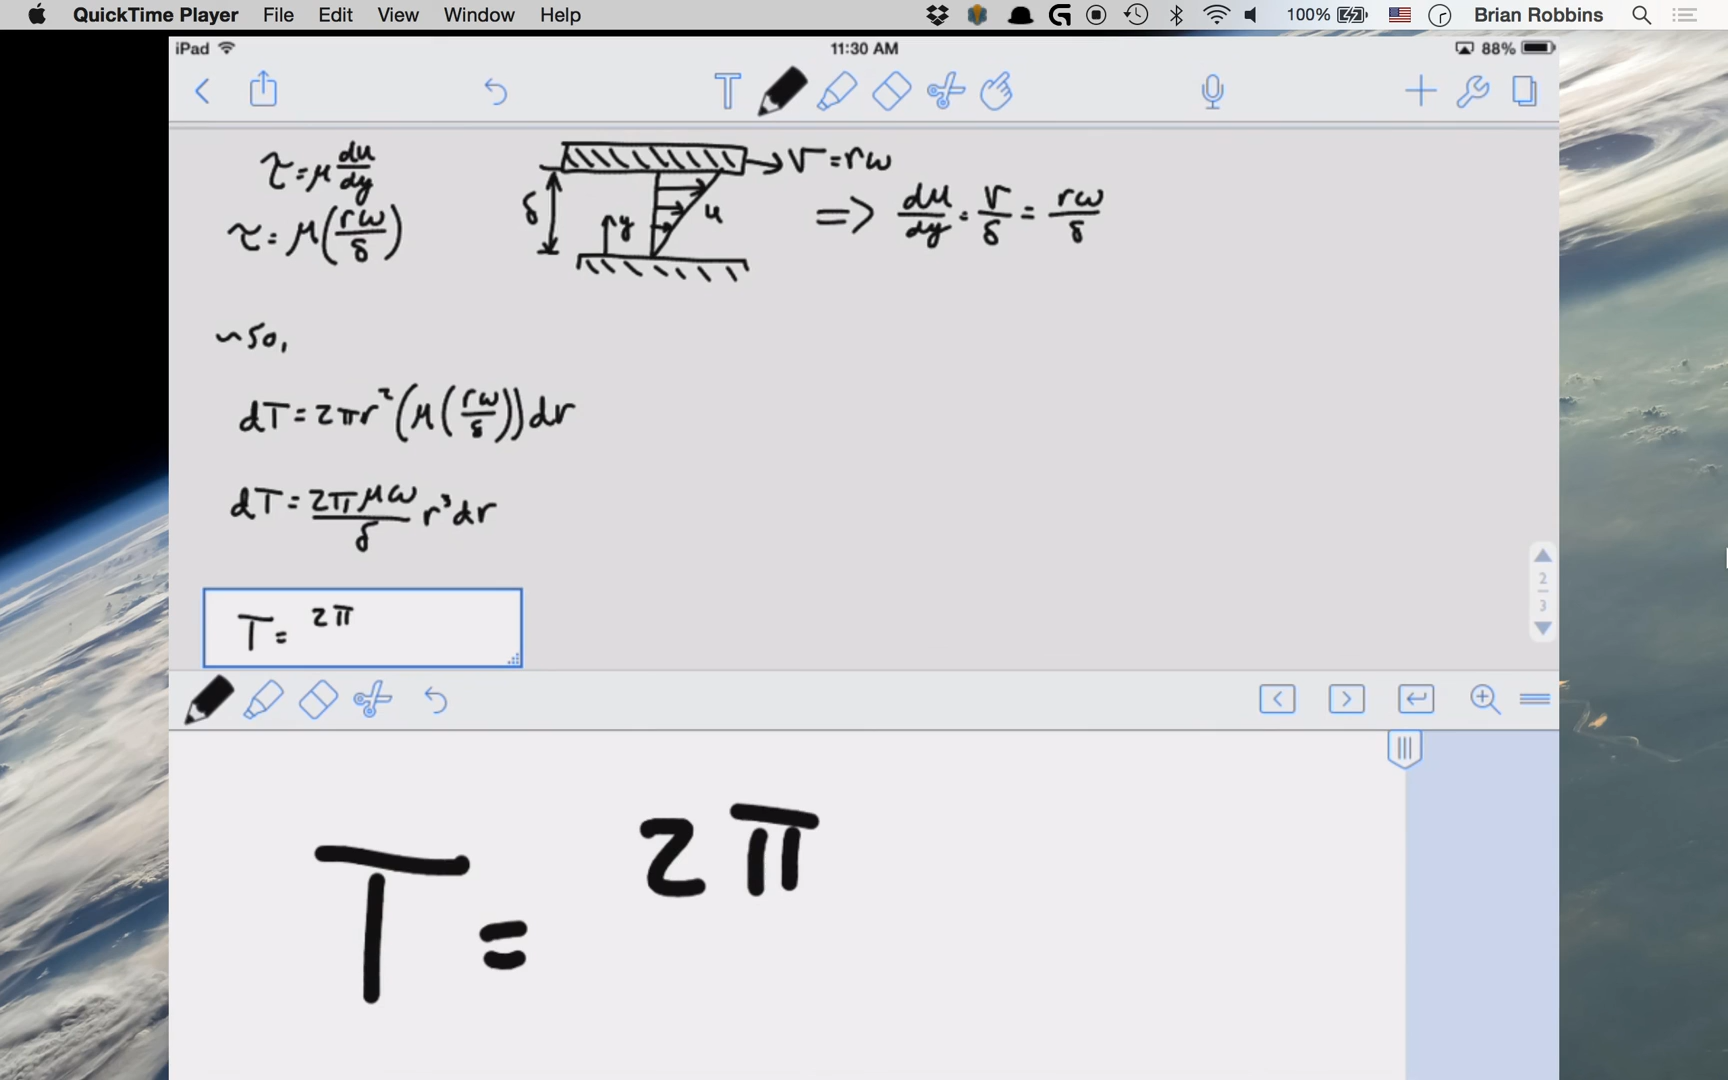 QuickTime Player File Edit View Window Help 100% Brian Robbins
iPad 11:30 AM 88%
T
τ = μ du/dy
V = rω
τ = μ(rω/δ)
δ
y
u
=> du/dy = V/δ = rω/δ
~ So,
dT = 2πr²(μ(rω/δ))dr
dT = 2πμω/δ r³dr
2
3
T = 2π
T = 2π